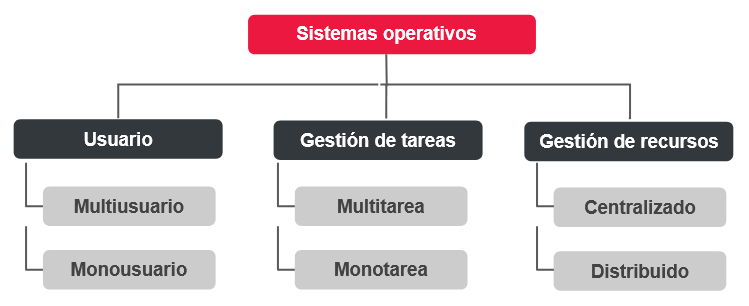 Sistemas operativos
Usuario
Multiusuario
Monousuario
Gestión de tareas
Multitarea
Monotarea
Gestión de recursos
Centralizado
Distribuido